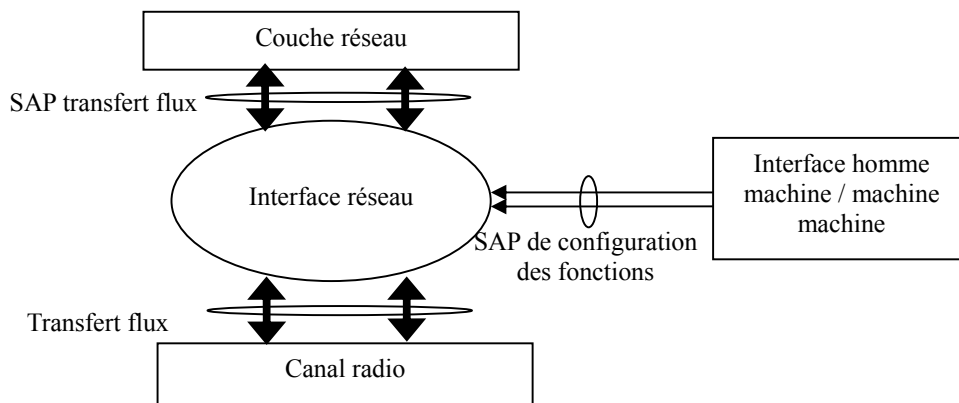 Couche réseau
SAP transfert flux
Interface réseau
Interface homme
machine / machine
machine
SAP de configuration
des fonctions
Transfert flux
Canal radio